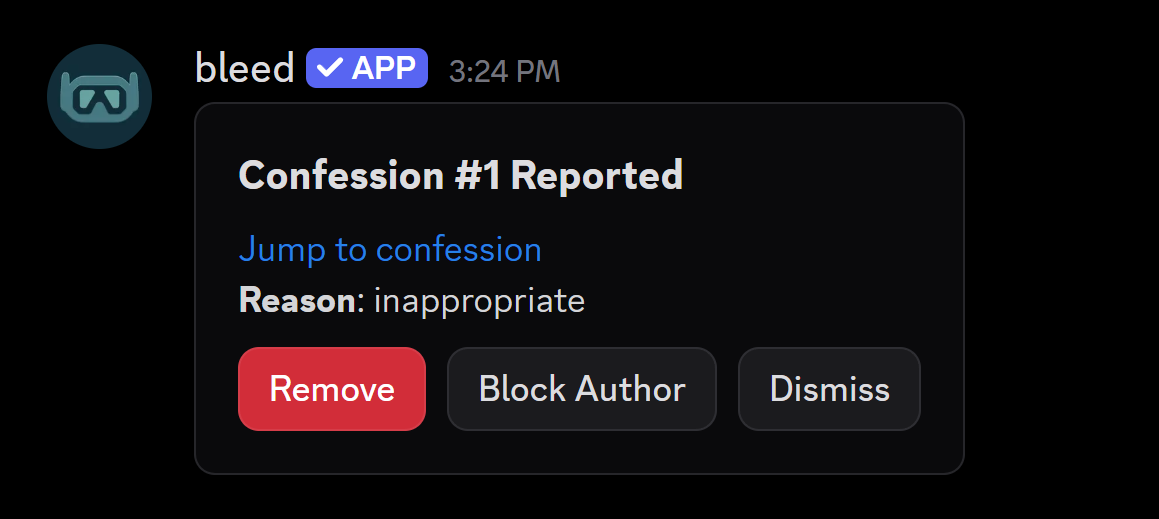 bleed APP 3:24 PM
Confession #1 Reported
Jump to confession
Reason: inappropriate
Remove Block Author Dismiss